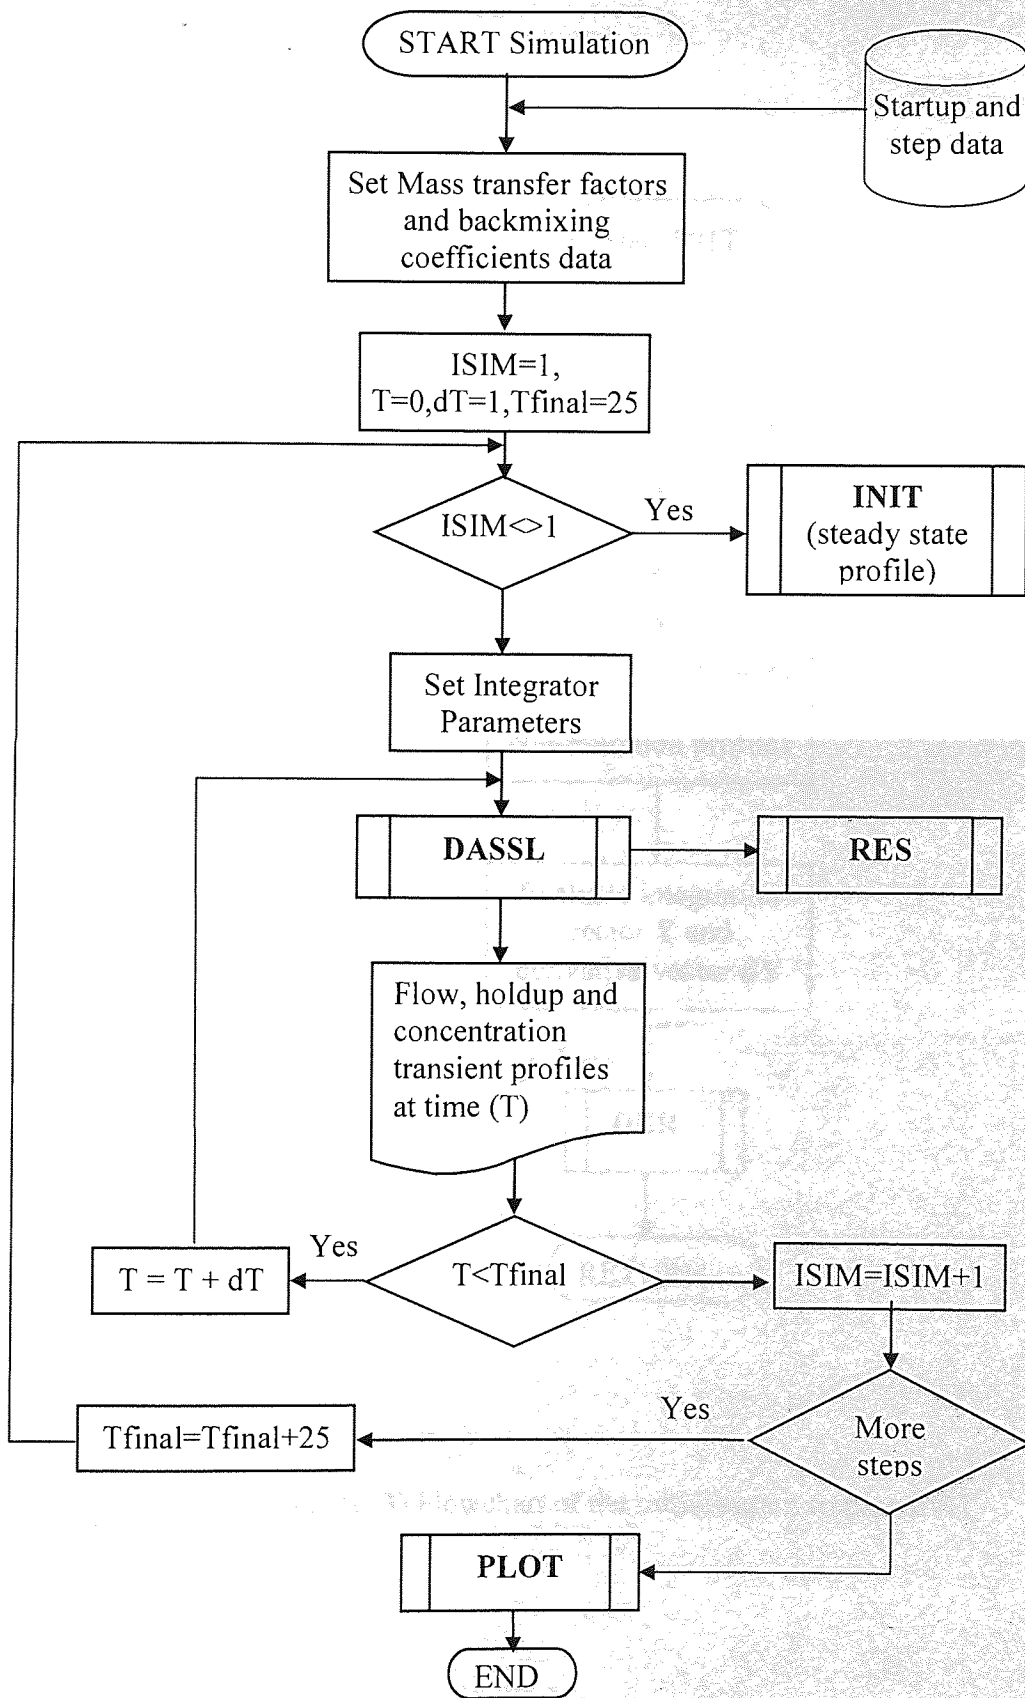 START Simulation
Startup and
step data
Set Mass transfer factors
and backmixing
coefficients data
ISIM=1,
T=0,dT=1,Tfinal=25
ISIM<>1
Yes
INIT
(steady state
profile)
Set Integrator
Parameters
DASSL
RES
Flow, holdup and
concentration
transient profiles
at time (T)
Yes
T<Tfinal
T = T + dT
ISIM=ISIM+1
Yes
More
steps
Tfinal=Tfinal+25
PLOT
END